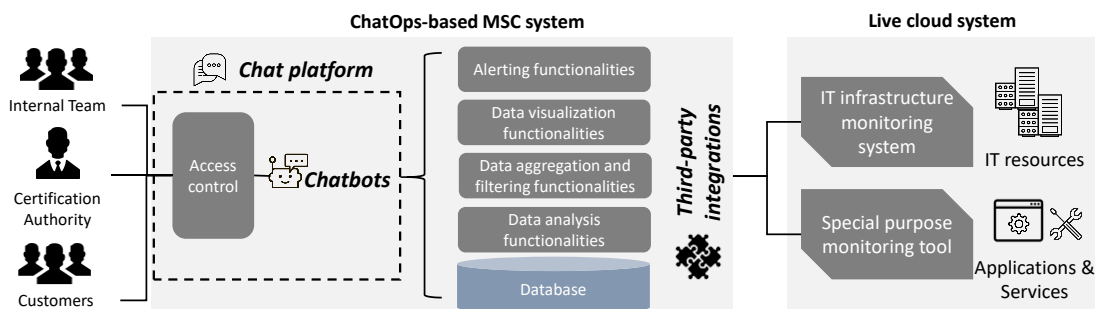 ChatOps-based MSC system
Live cloud system
Internal Team
Certification
Authority
Customers
Chat platform
Access
control
Chatbots
Alerting functionalities
Data visualization
functionalities
Data aggregation and
filtering functionalities
Data analysis
functionalities
Database
Third-party
integrations
IT infrastructure
monitoring
system
IT resources
Special purpose
monitoring tool
Applications &
Services